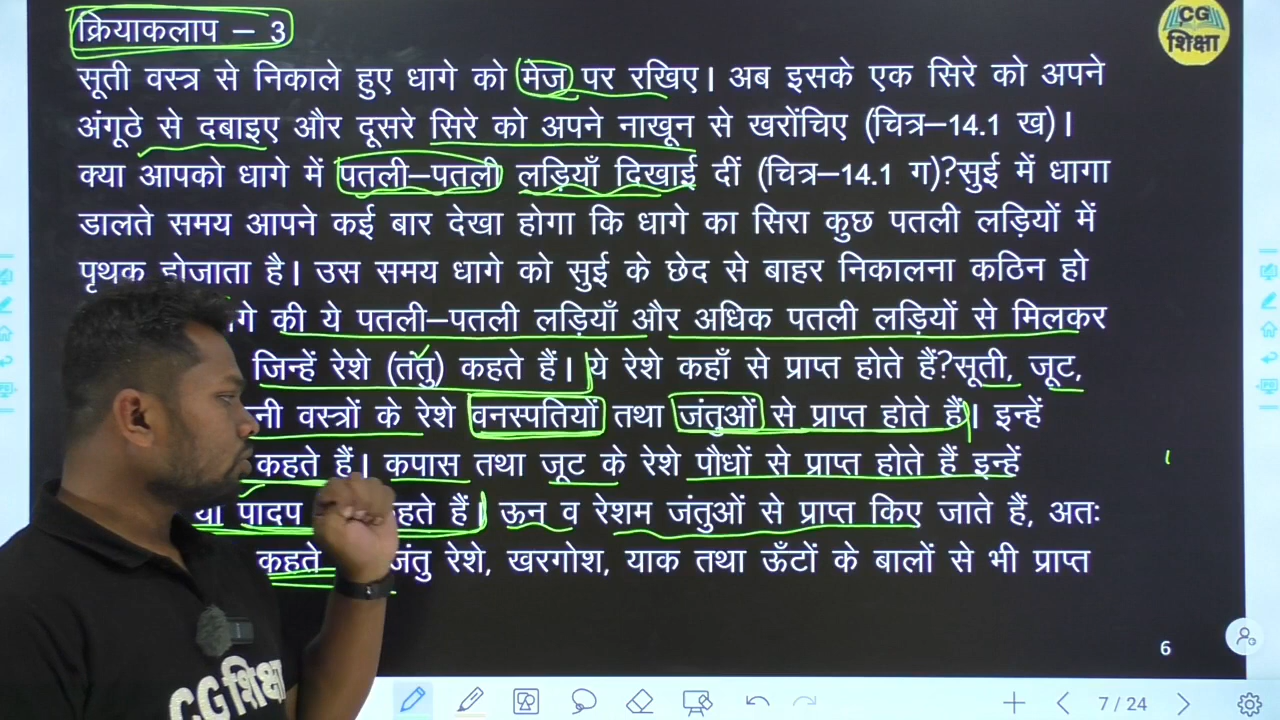 क्रियाकलाप – 3
CG
शिक्षा
सूती वस्त्र से निकाले हुए धागे को मेज पर रखिए। अब इसके एक सिरे को अपने
अंगूठे से दबाइए और दूसरे सिरे को अपने नाखून से खरोंचिए (चित्र–14.1 ख)।
क्या आपको धागे में पतली–पतली लड़ियाँ दिखाई दीं (चित्र–14.1 ग)?सुई में धागा
डालते समय आपने कई बार देखा होगा कि धागे का सिरा कुछ पतली लड़ियों में
पृथक होजाता है। उस समय धागे को सुई के छेद से बाहर निकालना कठिन हो
की ये पतली–पतली लड़ियाँ और अधिक पतली लड़ियों से मिलकर
जिन्हें रेशे (तंतु) कहते हैं। ये रेशे कहाँ से प्राप्त होते हैं?सूती, जूट,
वस्त्रों के रेशे वनस्पतियों तथा जंतुओं से प्राप्त होते हैं। इन्हें
कहते हैं। कपास तथा जूट के रेशे पौधों से प्राप्त होते हैं इन्हें
या पादप कहते हैं। ऊन व रेशम जंतुओं से प्राप्त किए जाते हैं, अतः
कहते जंतु रेशे, खरगोश, याक तथा ऊँटों के बालों से भी प्राप्त
6
7 / 24
CG शिक्षा